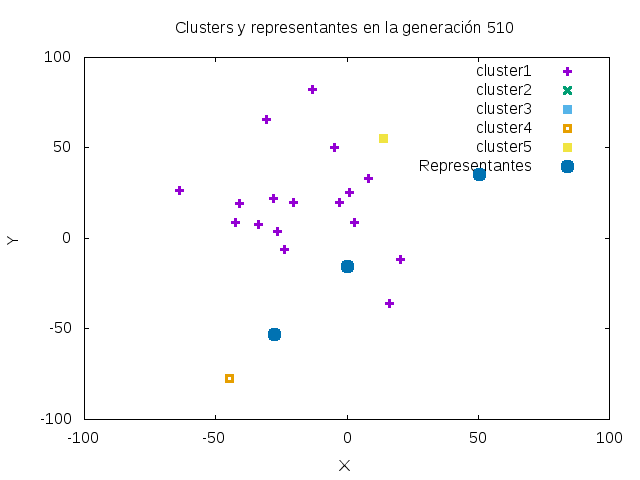 Clusters y representantes en la generación 510
100
cluster1
cluster2
cluster3
cluster4
cluster5
Representantes
50
0
-50
-100
Y
-100
-50
0
50
100
X